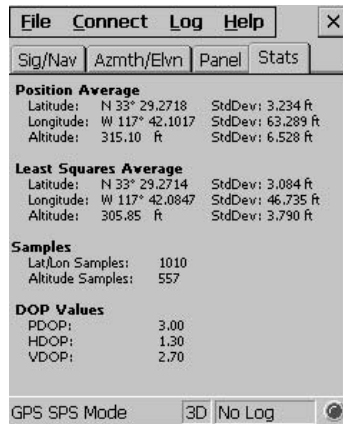 File Connect Log Help ×
Sig/Nav Azmth/Elvn Panel Stats
Position Average
Latitude: N 33° 29.2718 StdDev: 3.234 ft
Longitude: W 117° 42.1017 StdDev: 63.289 ft
Altitude: 315.10 ft StdDev: 6.528 ft
Least Squares Average
Latitude: N 33° 29.2714 StdDev: 3.084 ft
Longitude: W 117° 42.0847 StdDev: 46.735 ft
Altitude: 305.85 ft StdDev: 3.790 ft
Samples
Lat/Lon Samples: 1010
Altitude Samples: 557
DOP Values
PDOP: 3.00
HDOP: 1.30
VDOP: 2.70
GPS SPS Mode 3D No Log